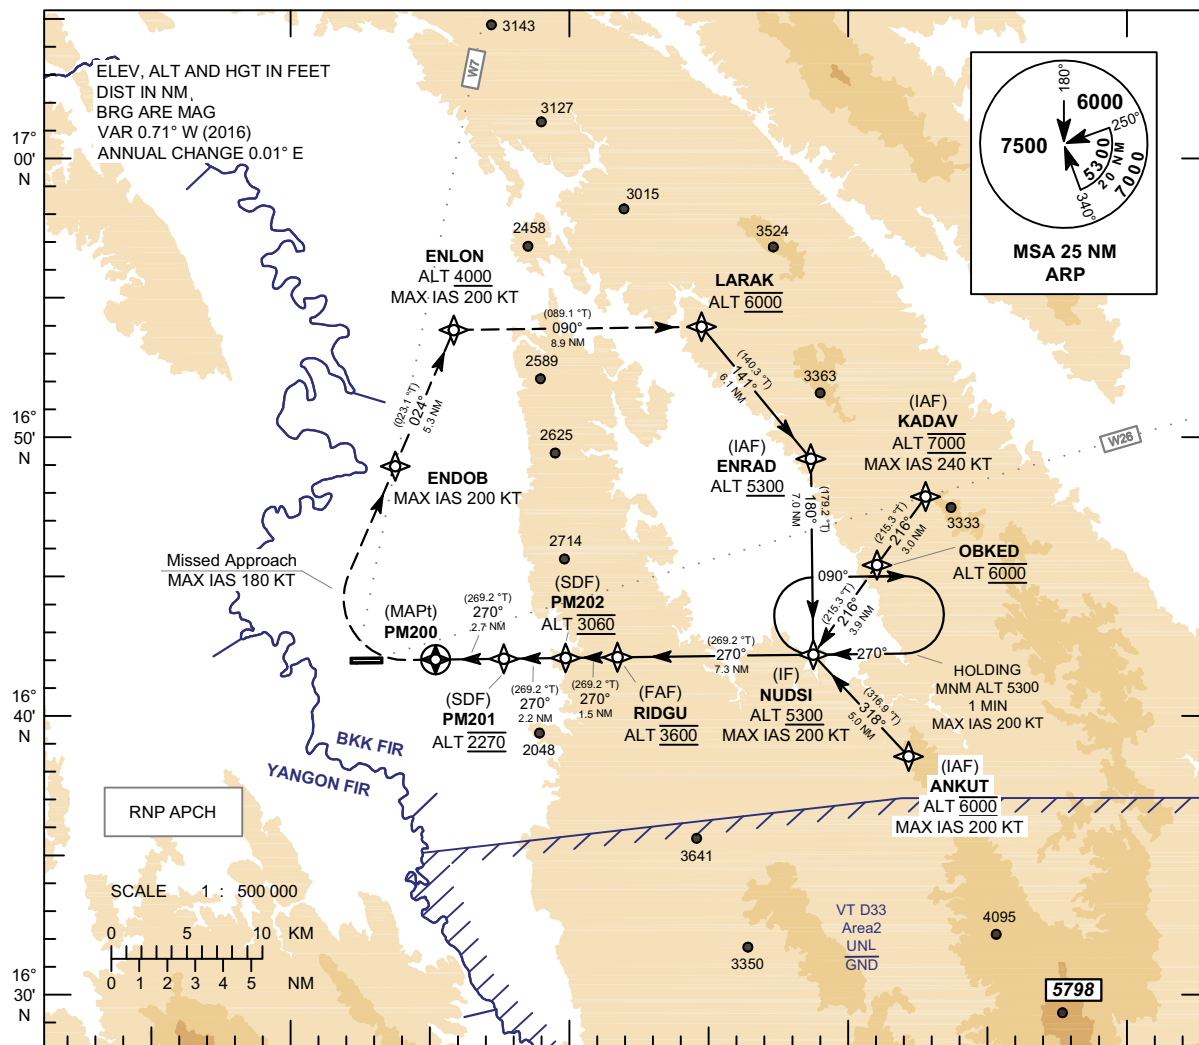 3143
W7
ELEV, ALT AND HGT IN FEET
DIST IN NM
BRG ARE MAG
VAR 0.71° W (2016)
ANNUAL CHANGE 0.01° E
3127
180°
6000
250°
7500
5300
20 NM
7000
340°
MSA 25 NM
ARP
17°
00'
N
3015
2458
3524
ENLON
ALT 4000
MAX IAS 200 KT
LARAK
ALT 6000
(089.1 °T)
090°
8.9 NM
2589
(140.3 °T)
141°
6.1 NM
3363
(023.1 °T)
024°
5.3 NM
(IAF)
KADAV
ALT 7000
MAX IAS 240 KT
W26
16°
50'
N
2625
(IAF)
ENRAD
ALT 5300
ENDOB
MAX IAS 200 KT
(179.2 °T)
180°
7.0 NM
3333
(215.3 °T)
216°
3.0 NM
OBKED
ALT 6000
Missed Approach
MAX IAS 180 KT
2714
090°
(215.3 °T)
216°
3.9 NM
(SDF)
PM202
ALT 3060
(MAPt)
PM200
(269.2 °T)
270°
2.7 NM
(269.2 °T)
270°
7.3 NM
270°
HOLDING
MNM ALT 5300
1 MIN
MAX IAS 200 KT
(IF)
NUDSI
ALT 5300
MAX IAS 200 KT
(316.9 °T)
318°
5.0 NM
(SDF)
PM201
ALT 2270
(269.2 °T)
270°
2.2 NM
(269.2 °T)
270°
1.5 NM
(FAF)
RIDGU
ALT 3600
16°
40'
N
2048
BKK FIR
YANGON FIR
(IAF)
ANKUT
ALT 6000
MAX IAS 200 KT
RNP APCH
3641
SCALE 1 : 500 000
0 5 10 KM
0 1 2 3 4 5 NM
VT D33
Area2
UNL
GND
4095
3350
5798
16°
30'
N